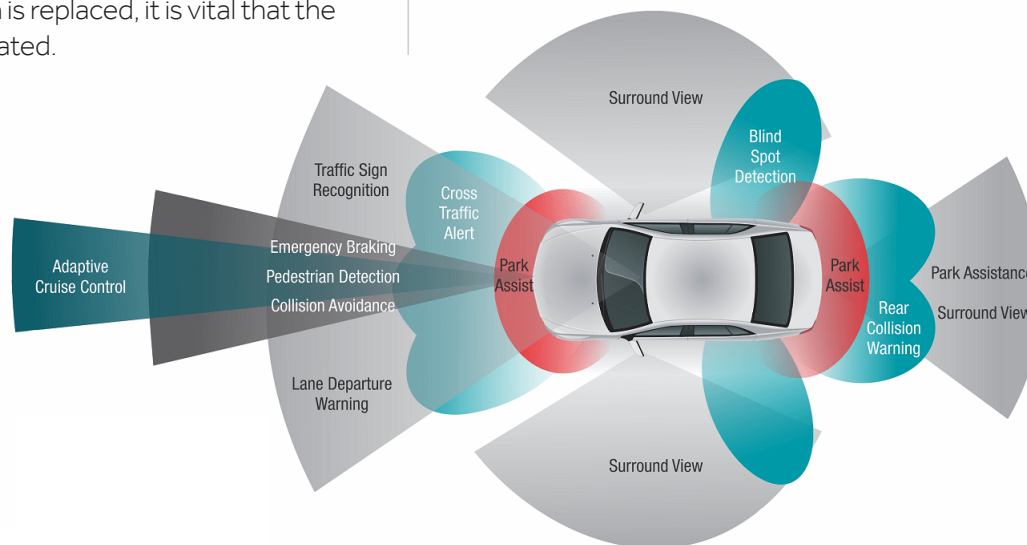 is replaced, it is vital that the
ated.
Surround View
Blind
Spot
Detection
Traffic Sign
Recognition
Cross
Traffic
Alert
Emergency Braking
Pedestrian Detection
Collision Avoidance
Adaptive
Cruise Control
Park
Assist
Park
Assist
Park Assistance
Surround View
Rear
Collision
Warning
Lane Departure
Warning
Surround View